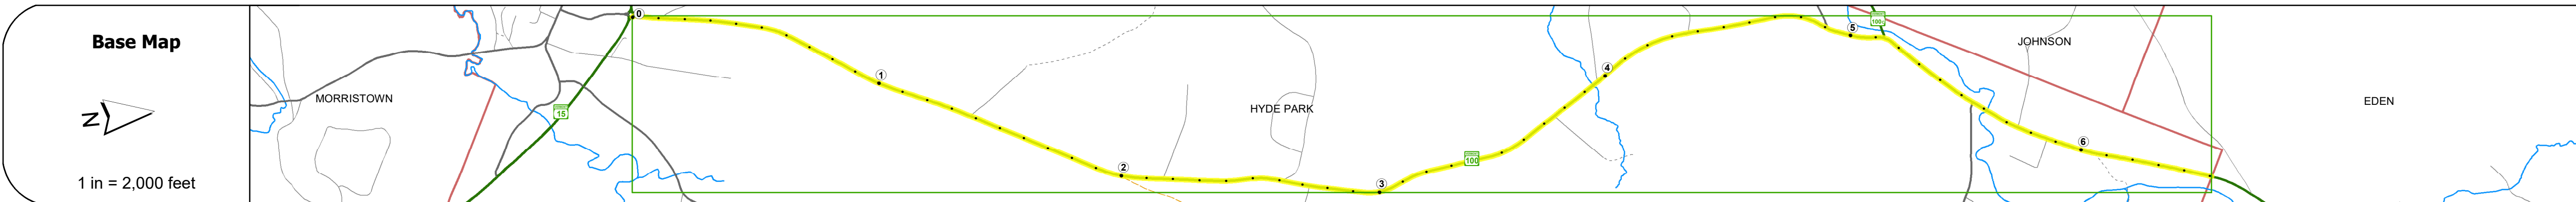 Base Map
N
1 in = 2,000 feet
MORRISTOWN
15
0
1
2
HYDE PARK
3
100
4
5
JOHNSON
6
EDEN